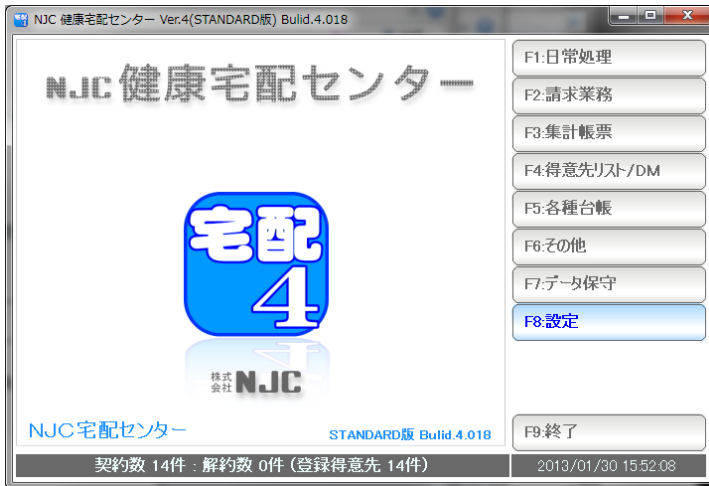 NJC 健康宅配センター Ver.4(STANDARD版) Bulid.4.018
NJC 健康宅配センター
宅配
4
株式会社 NJC
NJC宅配センター
STANDARD版 Bulid.4.018
F1:日常処理
F2:請求業務
F3:集計帳票
F4:得意先リスト/DM
F5:各種台帳
F6:その他
F7:データ保守
F8:設定
F9:終了
契約数 14件 : 解約数 0件 (登録得意先 14件)
2013/01/30 15:52:08